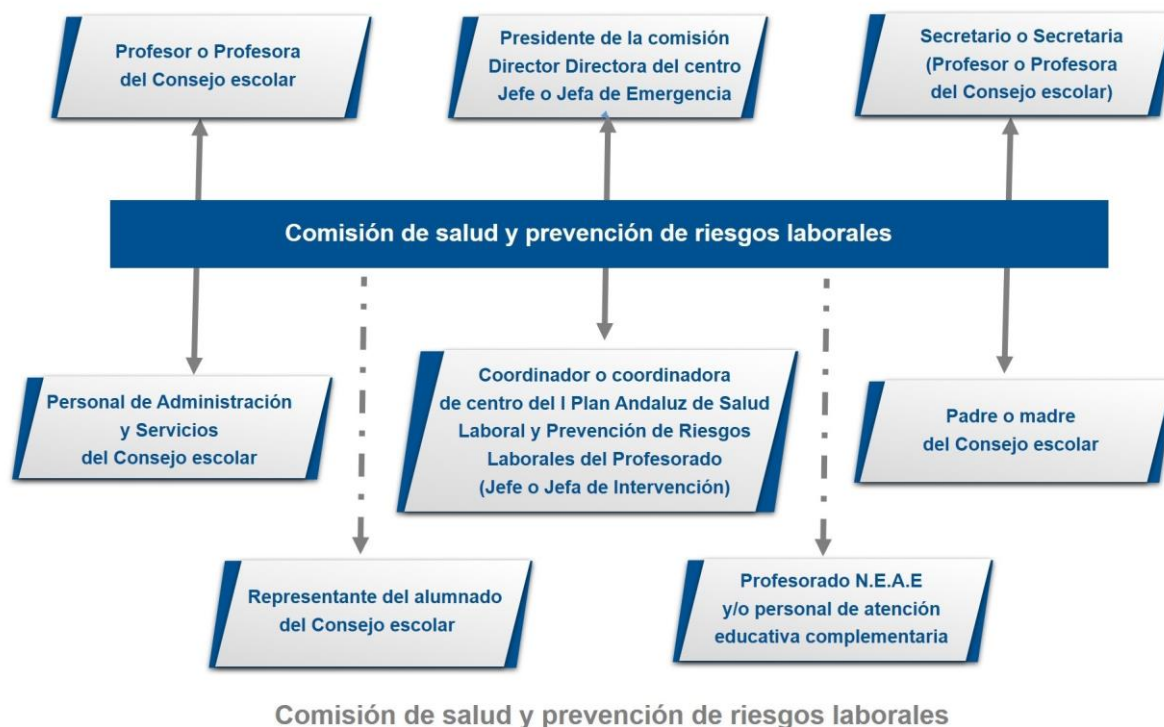 Profesor o Profesora
del Consejo escolar
Presidente de la comisión
Director Directora del centro
Jefe o Jefa de Emergencia
Secretario o Secretaria
(Profesor o Profesora
del Consejo escolar)
Comisión de salud y prevención de riesgos laborales
Personal de Administración
y Servicios
del Consejo escolar
Coordinador o coordinadora
de centro del I Plan Andaluz de Salud
Laboral y Prevención de Riesgos
Laborales del Profesorado
(Jefe o Jefa de Intervención)
Padre o madre
del Consejo escolar
Representante del alumnado
del Consejo escolar
Profesorado N.E.A.E
y/o personal de atención
educativa complementaria
Comisión de salud y prevención de riesgos laborales